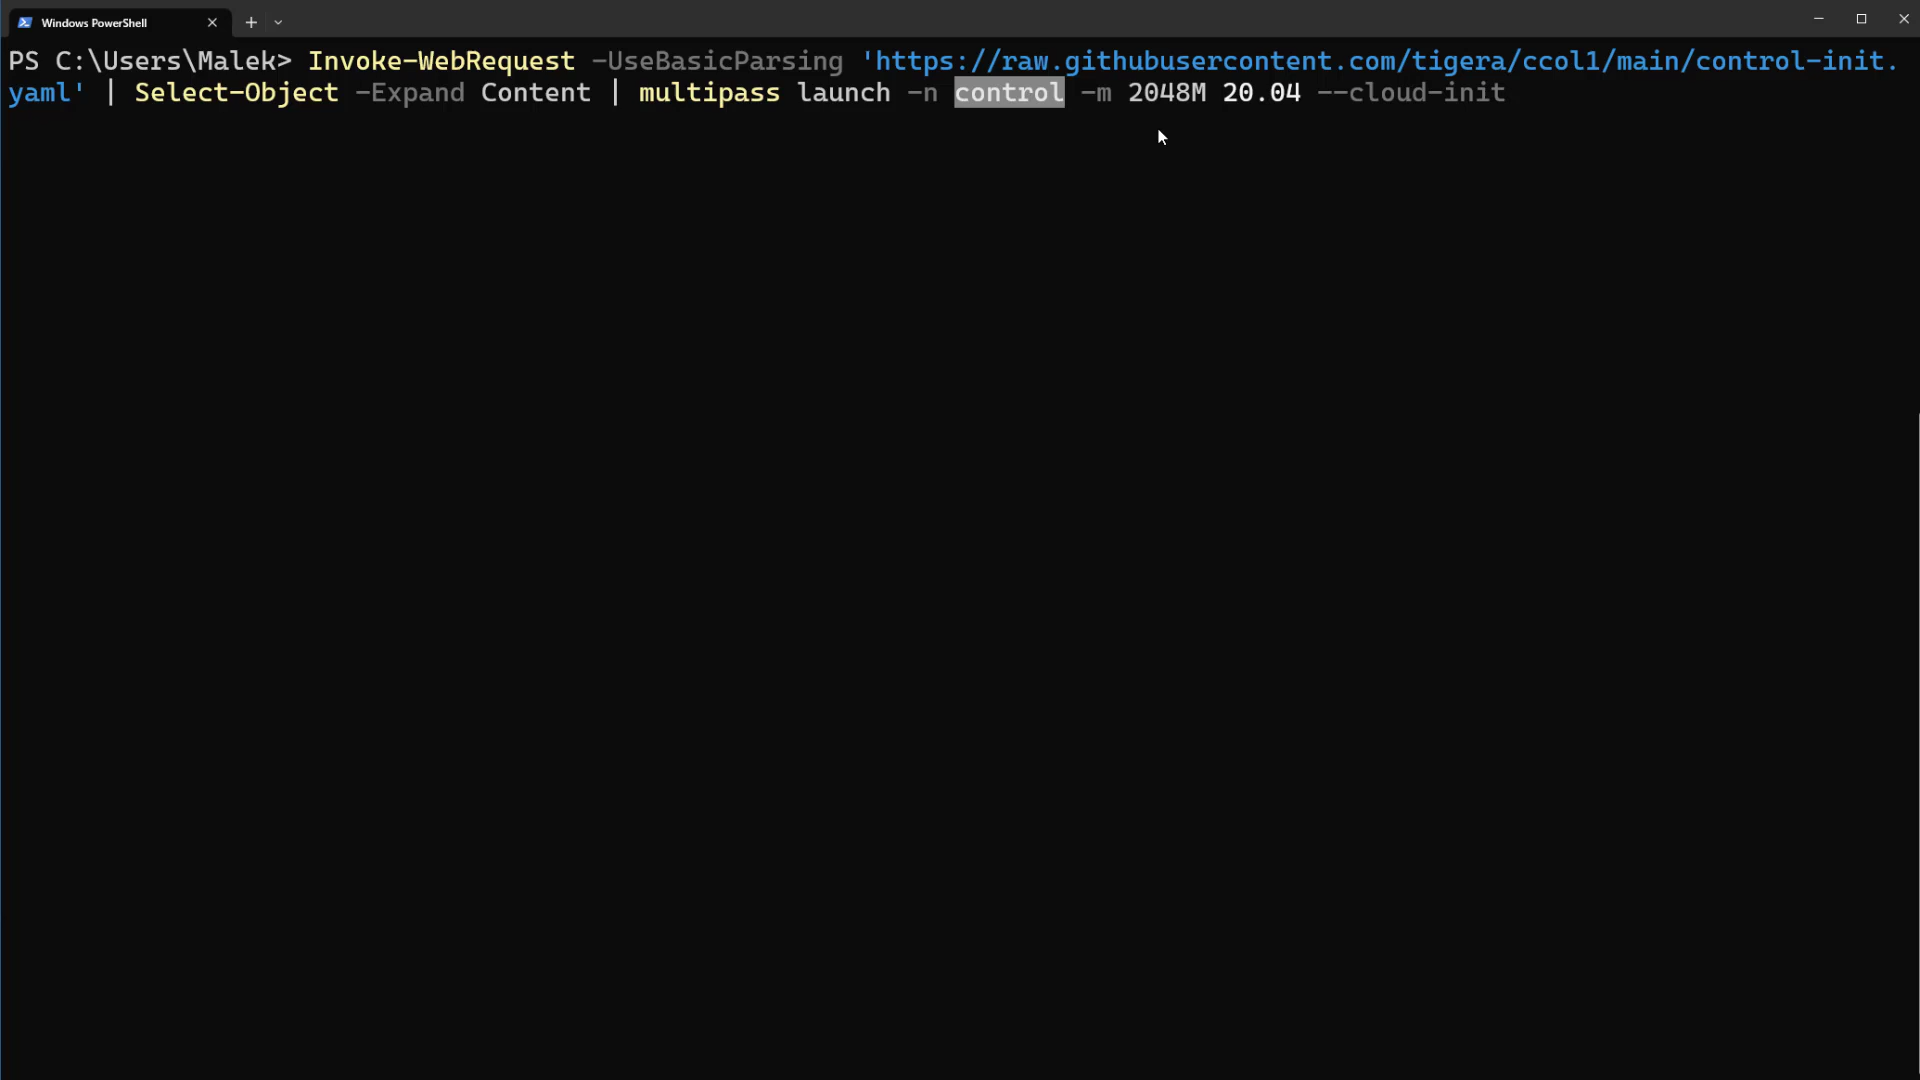 Windows PowerShell
PS C:\Users\Malek> Invoke-WebRequest -UseBasicParsing 'https://raw.githubusercontent.com/tigera/ccol1/main/control-init.
yaml' | Select-Object -Expand Content | multipass launch -n control -m 2048M 20.04 --cloud-init